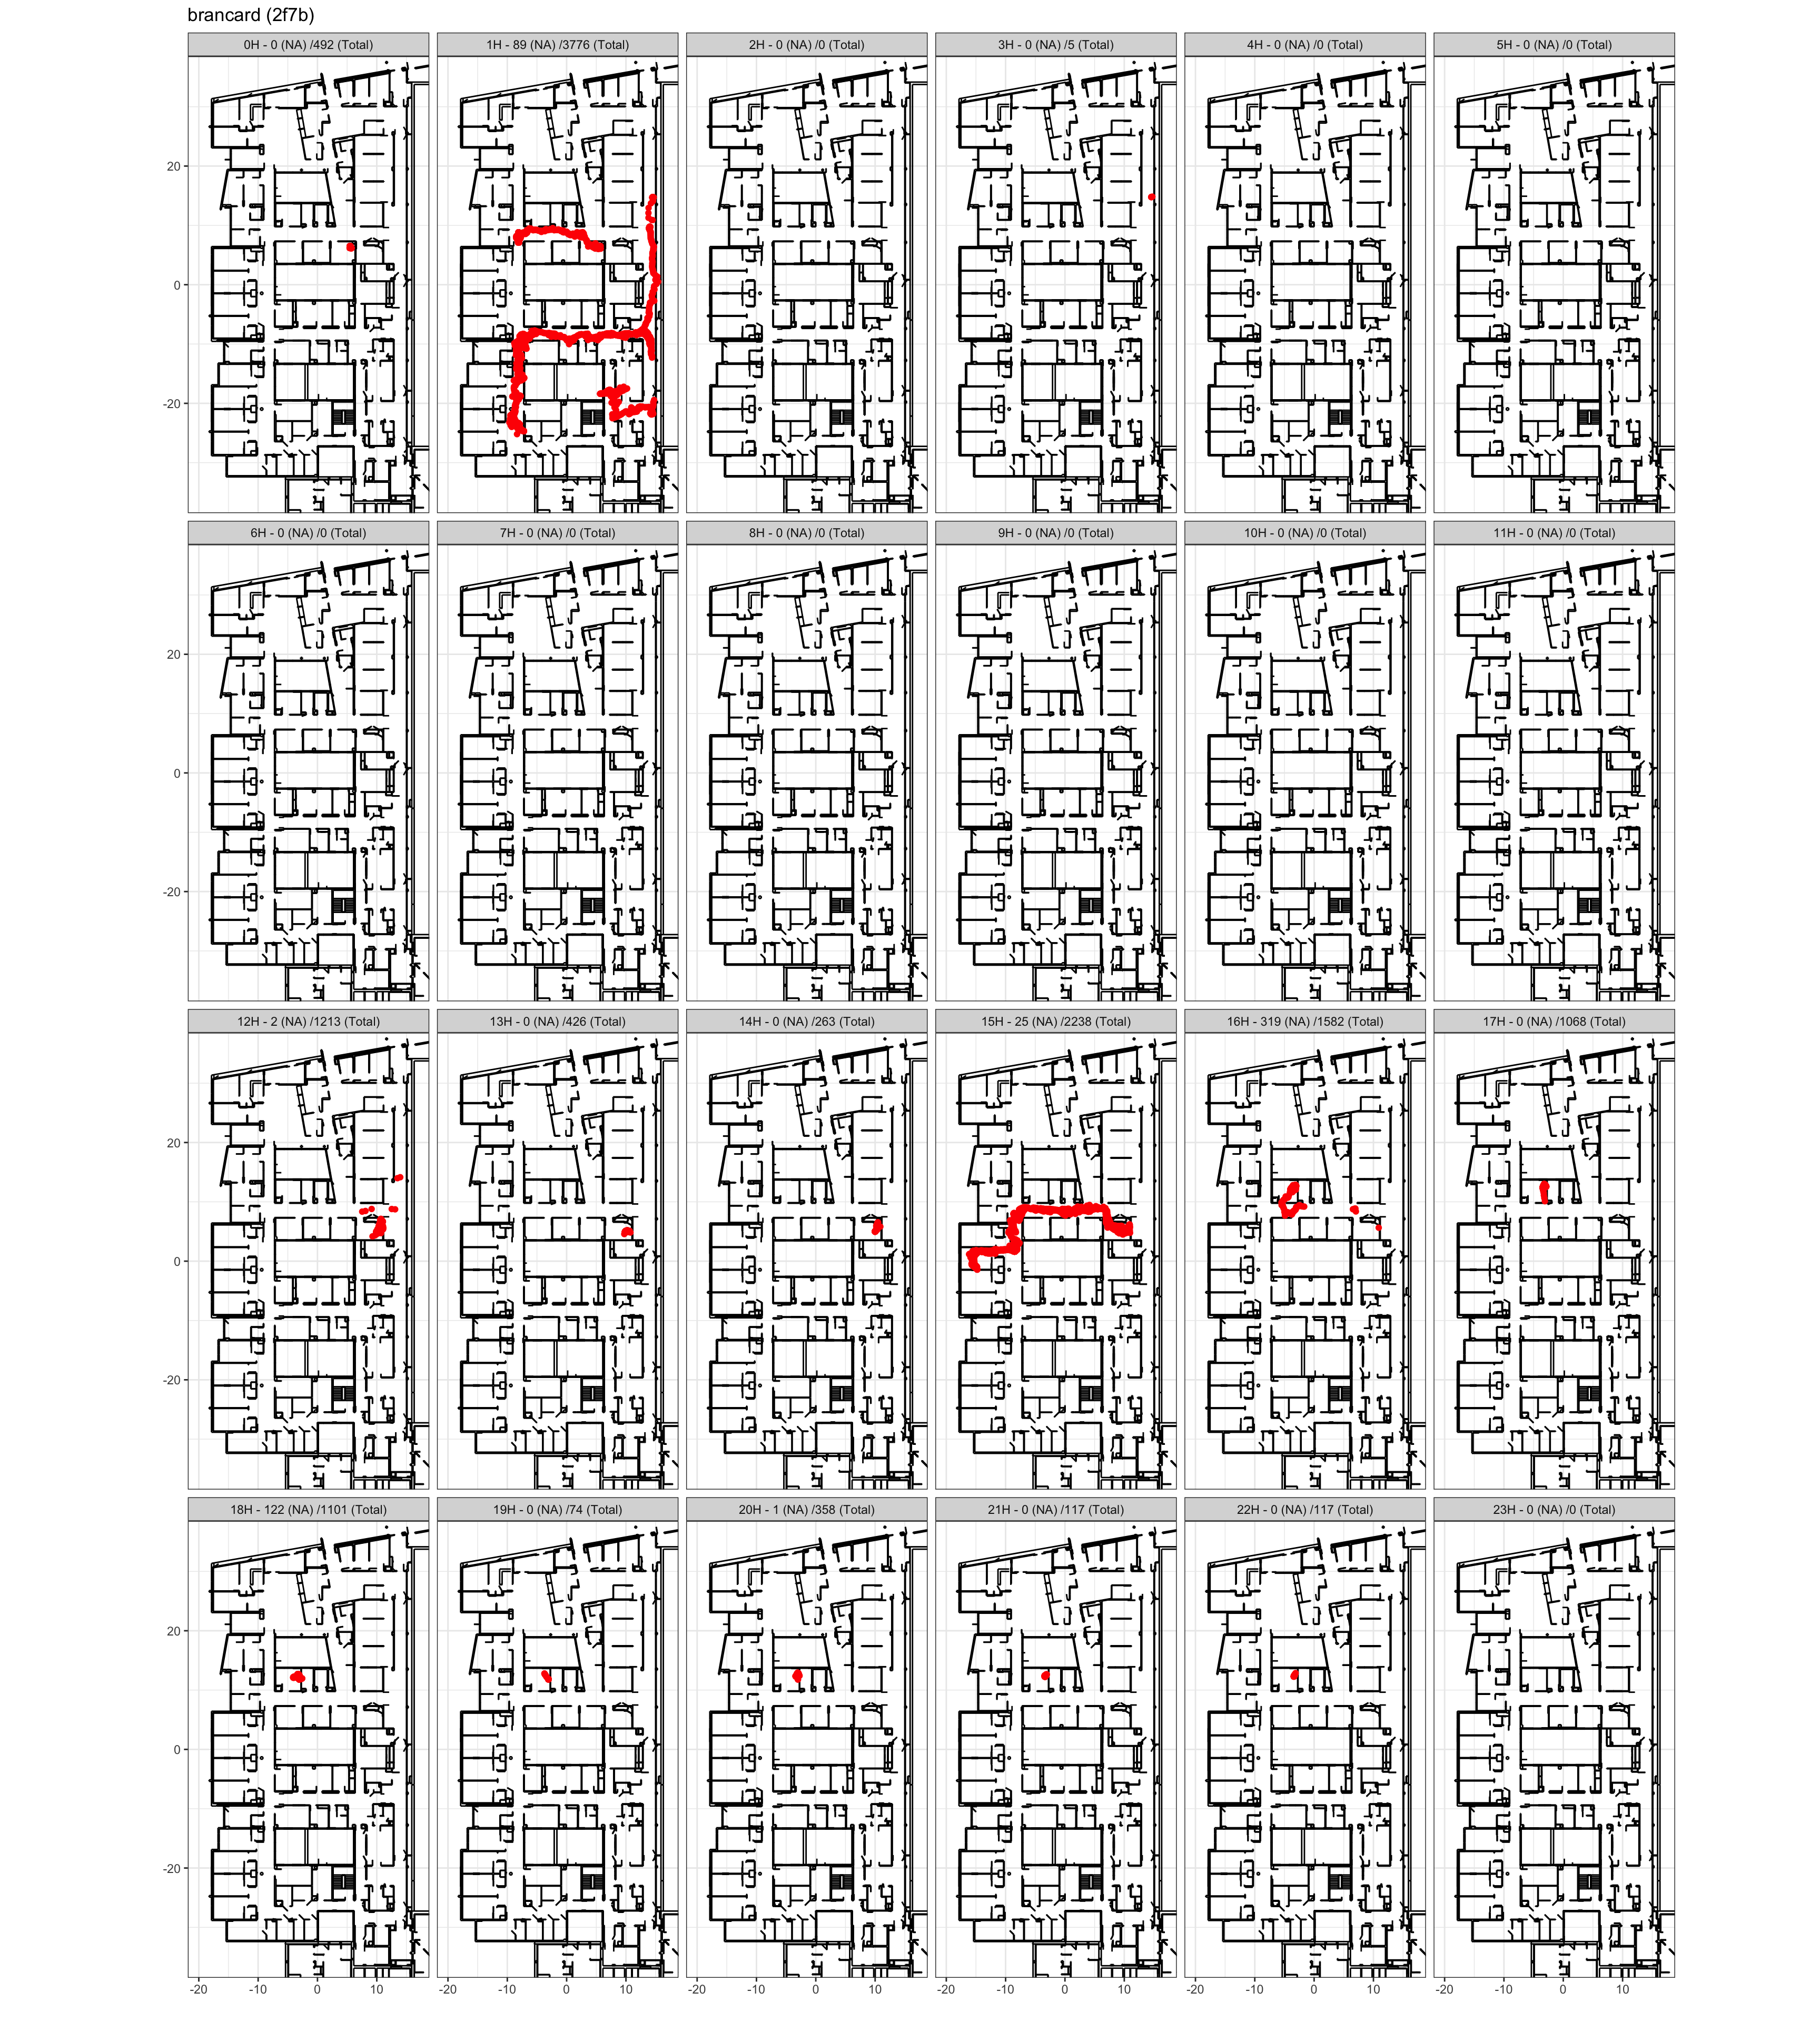 brancard (2f7b)
0H - 0 (NA) /492 (Total)
1H - 89 (NA) /3776 (Total)
2H - 0 (NA) /0 (Total)
3H - 0 (NA) /5 (Total)
4H - 0 (NA) /0 (Total)
5H - 0 (NA) /0 (Total)
20
0
-20
6H - 0 (NA) /0 (Total)
7H - 0 (NA) /0 (Total)
8H - 0 (NA) /0 (Total)
9H - 0 (NA) /0 (Total)
10H - 0 (NA) /0 (Total)
11H - 0 (NA) /0 (Total)
20
0
-20
12H - 2 (NA) /1213 (Total)
13H - 0 (NA) /426 (Total)
14H - 0 (NA) /263 (Total)
15H - 25 (NA) /2238 (Total)
16H - 319 (NA) /1582 (Total)
17H - 0 (NA) /1068 (Total)
20
0
-20
18H - 122 (NA) /1101 (Total)
19H - 0 (NA) /74 (Total)
20H - 1 (NA) /358 (Total)
21H - 0 (NA) /117 (Total)
22H - 0 (NA) /117 (Total)
23H - 0 (NA) /0 (Total)
20
0
-20
-20 -10 0 10
-20 -10 0 10
-20 -10 0 10
-20 -10 0 10
-20 -10 0 10
-20 -10 0 10